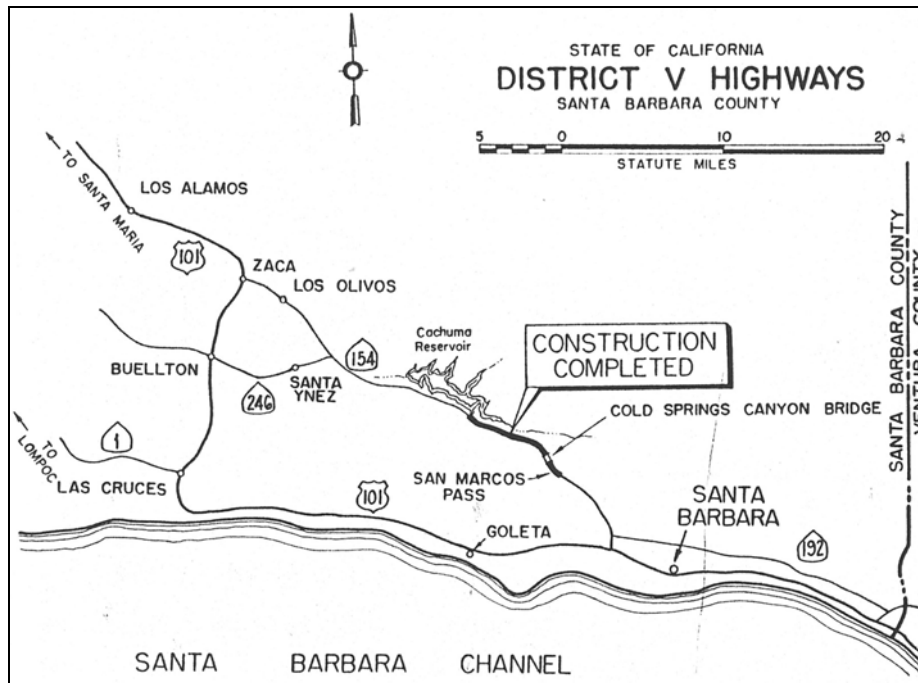 STATE OF CALIFORNIA
DISTRICT V HIGHWAYS
SANTA BARBARA COUNTY
5 0 10 20
STATUTE MILES
TO SANTA MARIA
LOS ALAMOS
101
ZACA
LOS OLIVOS
Cachuma
Reservoir
CONSTRUCTION
COMPLETED
154
BUELLTON
246
SANTA
YNEZ
COLD SPRINGS CANYON BRIDGE
SANTA BARBARA COUNTY
VENTURA COUNTY
TO
LOMPOC
1
LAS CRUCES
SAN MARCOS
PASS
101
GOLETA
SANTA
BARBARA
192
SANTA BARBARA CHANNEL